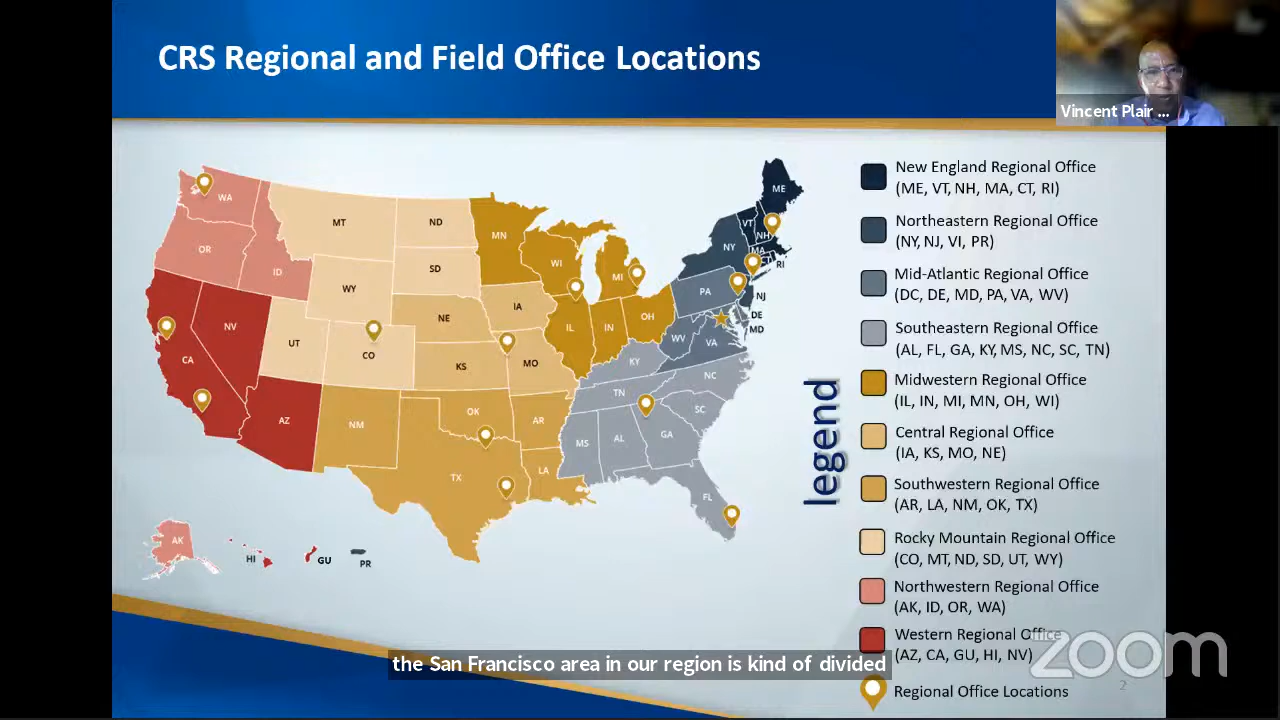 CRS Regional and Field Office Locations
Vincent Plair ...
New England Regional Office
(ME, VT, NH, MA, CT, RI)
Northeastern Regional Office
(NY, NJ, VI, PR)
Mid-Atlantic Regional Office
(DC, DE, MD, PA, VA, WV)
Southeastern Regional Office
(AL, FL, GA, KY, MS, NC, SC, TN)
Midwestern Regional Office
(IL, IN, MI, MN, OH, WI)
Central Regional Office
(IA, KS, MO, NE)
Southwestern Regional Office
(AR, LA, NM, OK, TX)
Rocky Mountain Regional Office
(CO, MT, ND, SD, UT, WY)
Northwestern Regional Office
(AK, ID, OR, WA)
Western Regional Office
(AZ, CA, GU, HI, NV)
Regional Office Locations
legend
WA
OR
ID
MT
ND
SD
WY
NE
UT
CO
KS
NV
CA
AZ
NM
OK
TX
AR
LA
MN
IA
MO
WI
MI
IL
IN
OH
KY
TN
MS
AL
GA
FL
SC
NC
VA
WV
PA
NY
NJ
DE
MD
VT
NH
MA
CT
RI
ME
AK
HI
GU
PR
the San Francisco area in our region is kind of divided
zoom
2